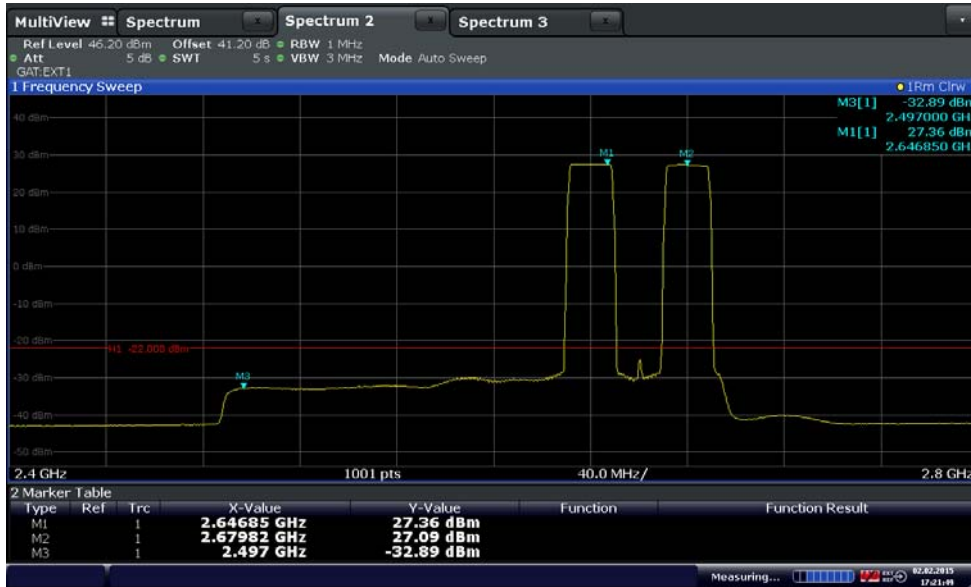 MultiView Spectrum x Spectrum 2 x Spectrum 3 x
Ref Level 46.20 dBm Offset 41.20 dB RBW 1 MHz
Att 5 dB SWT 5 s VBW 3 MHz Mode Auto Sweep
GAT:EXT1
1 Frequency Sweep 1Rm Clrw
M3[1] -32.89 dBm
2.497000 GH
M1[1] 27.36 dBm
2.646850 GH
40 dBm
30 dBm
M1 M2
20 dBm
10 dBm
0 dBm
-10 dBm
-20 dBm
H1 -22.000 dBm
-30 dBm
M3
-40 dBm
-50 dBm
2.4 GHz 1001 pts 40.0 MHz/ 2.8 GHz
2 Marker Table
Type Ref Trc X-Value Y-Value Function Function Result
M1 1 2.64685 GHz 27.36 dBm
M2 1 2.67982 GHz 27.09 dBm
M3 1 2.497 GHz -32.89 dBm
Measuring... EXT REF 02.02.2015
17:21:49